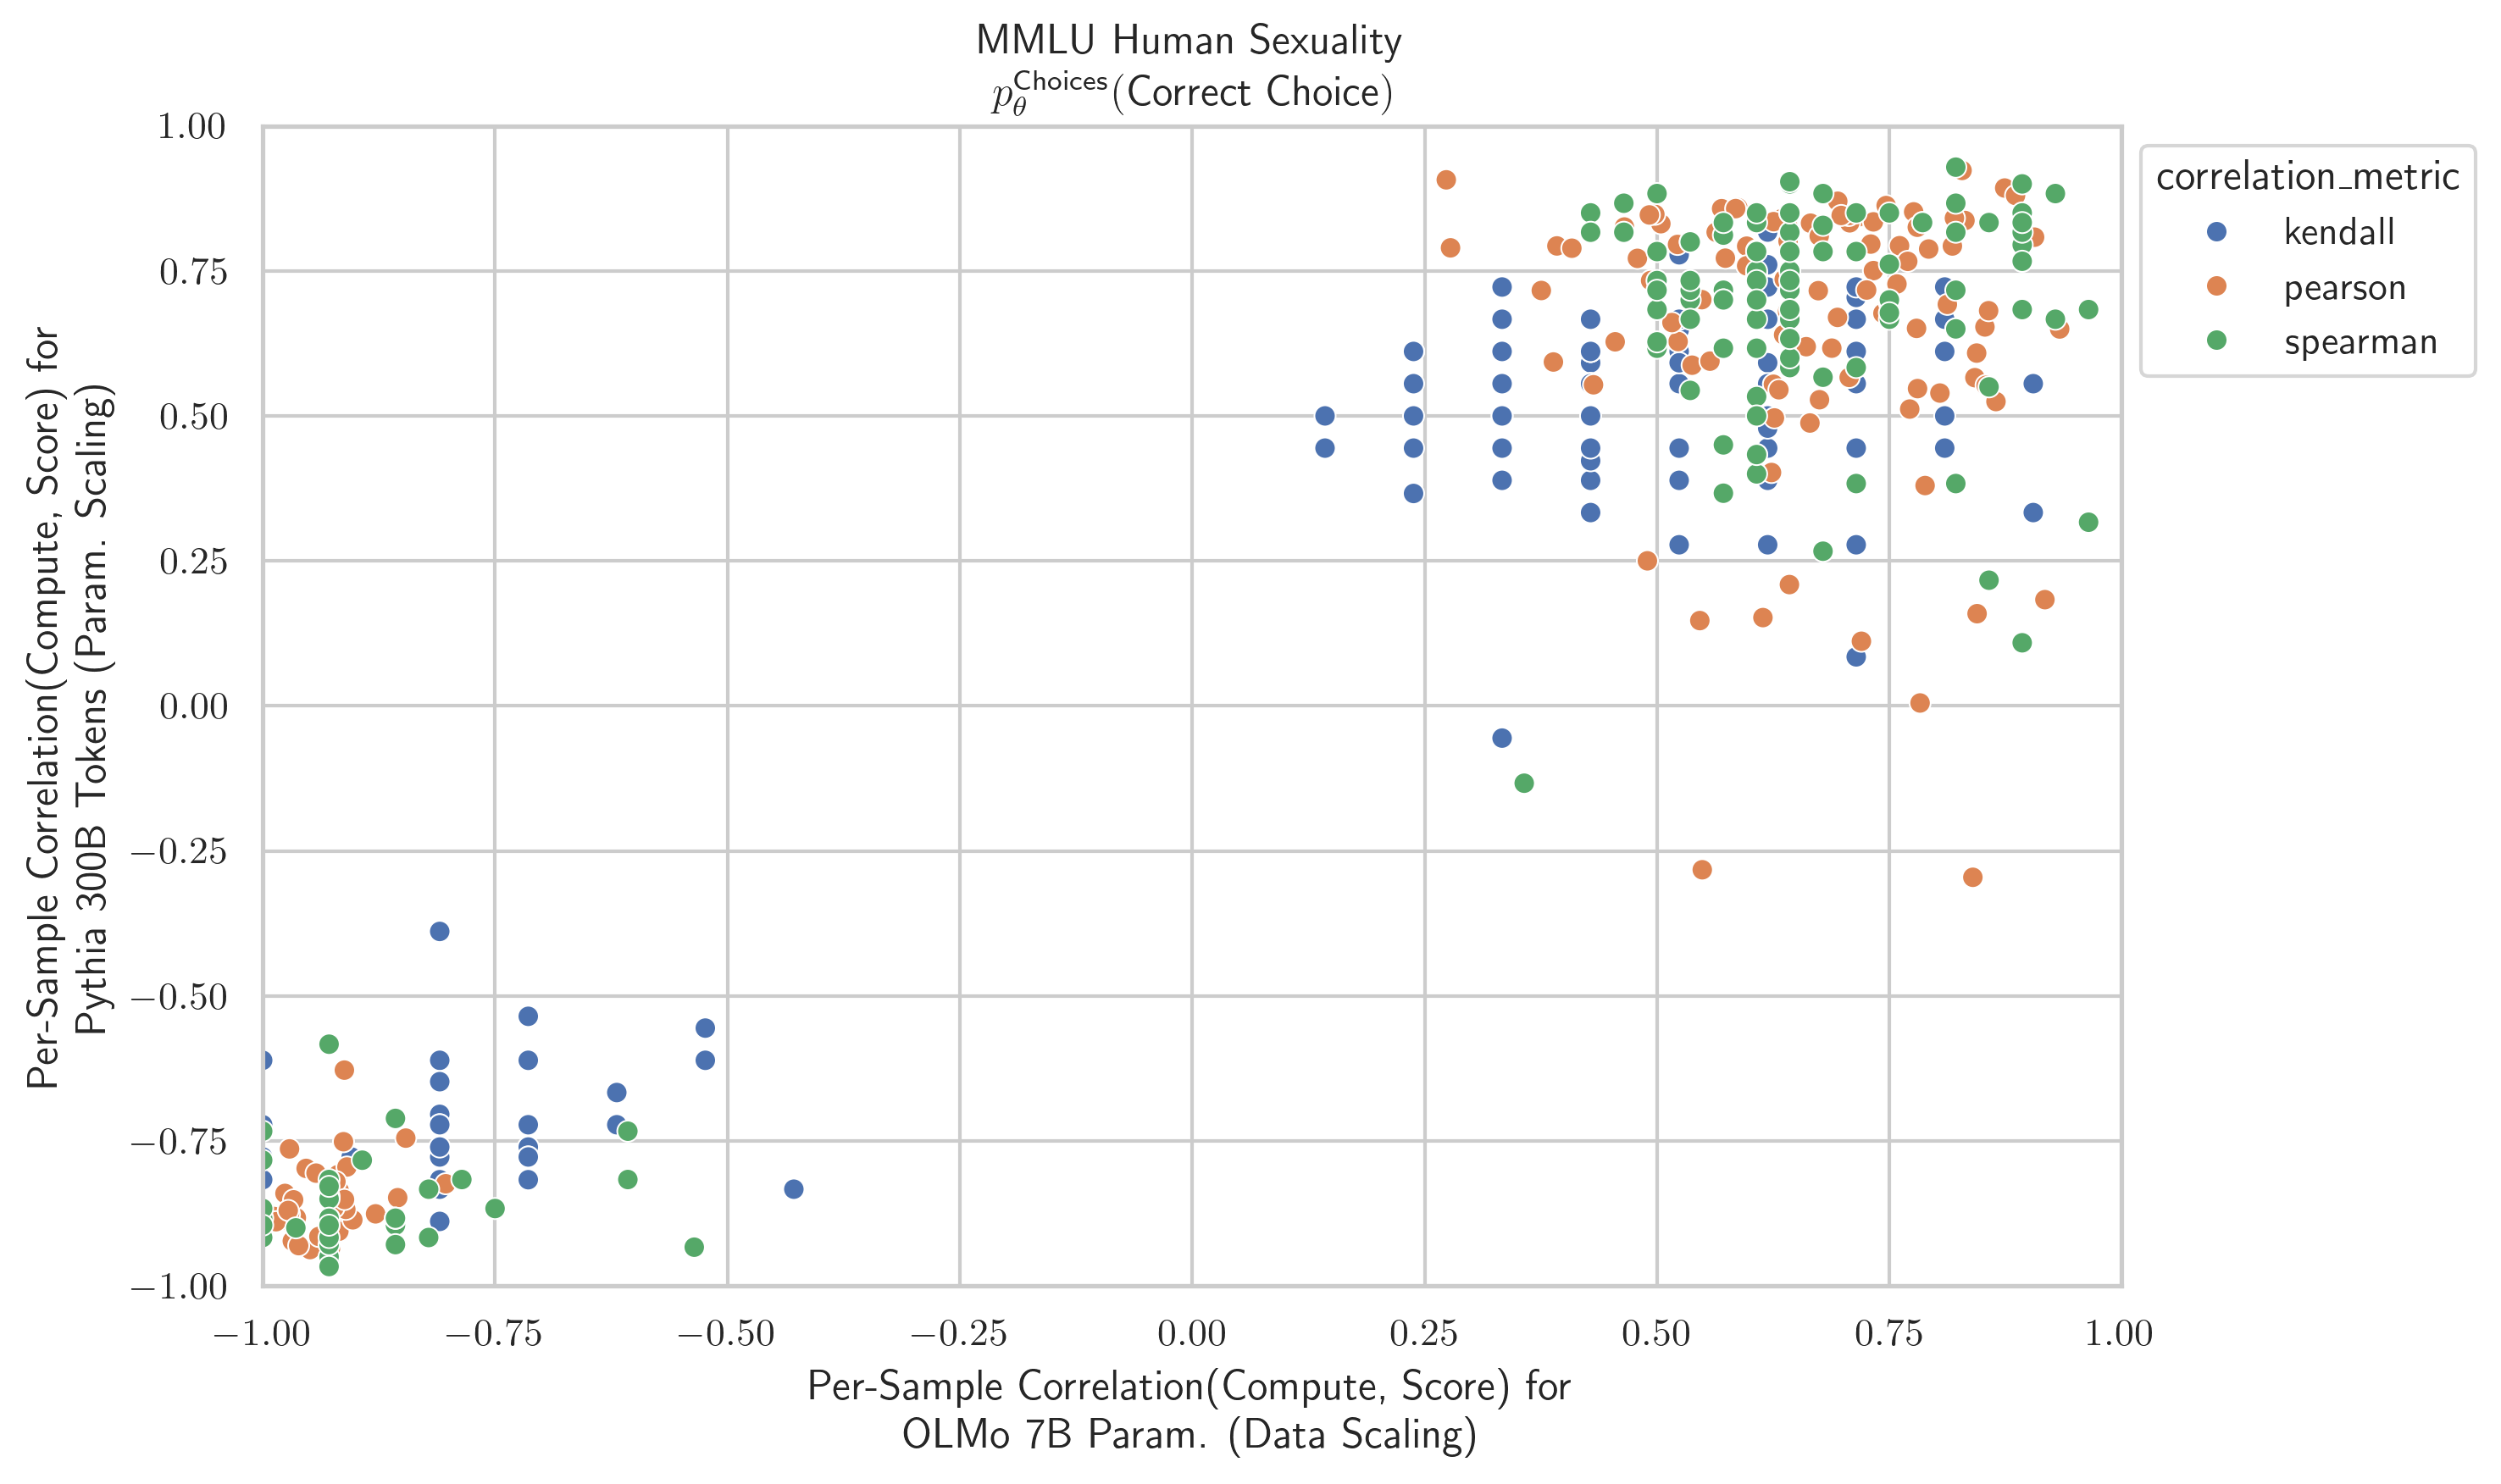 MMLU Human Sexuality
p_θ^Choices(Correct Choice)
1.00
0.75
0.50
0.25
0.00
−0.25
−0.50
−0.75
−1.00
Per-Sample Correlation(Compute, Score) for
Pythia 300B Tokens (Param. Scaling)
correlation_metric
kendall
pearson
spearman
−1.00 −0.75 −0.50 −0.25 0.00 0.25 0.50 0.75 1.00
Per-Sample Correlation(Compute, Score) for
OLMo 7B Param. (Data Scaling)